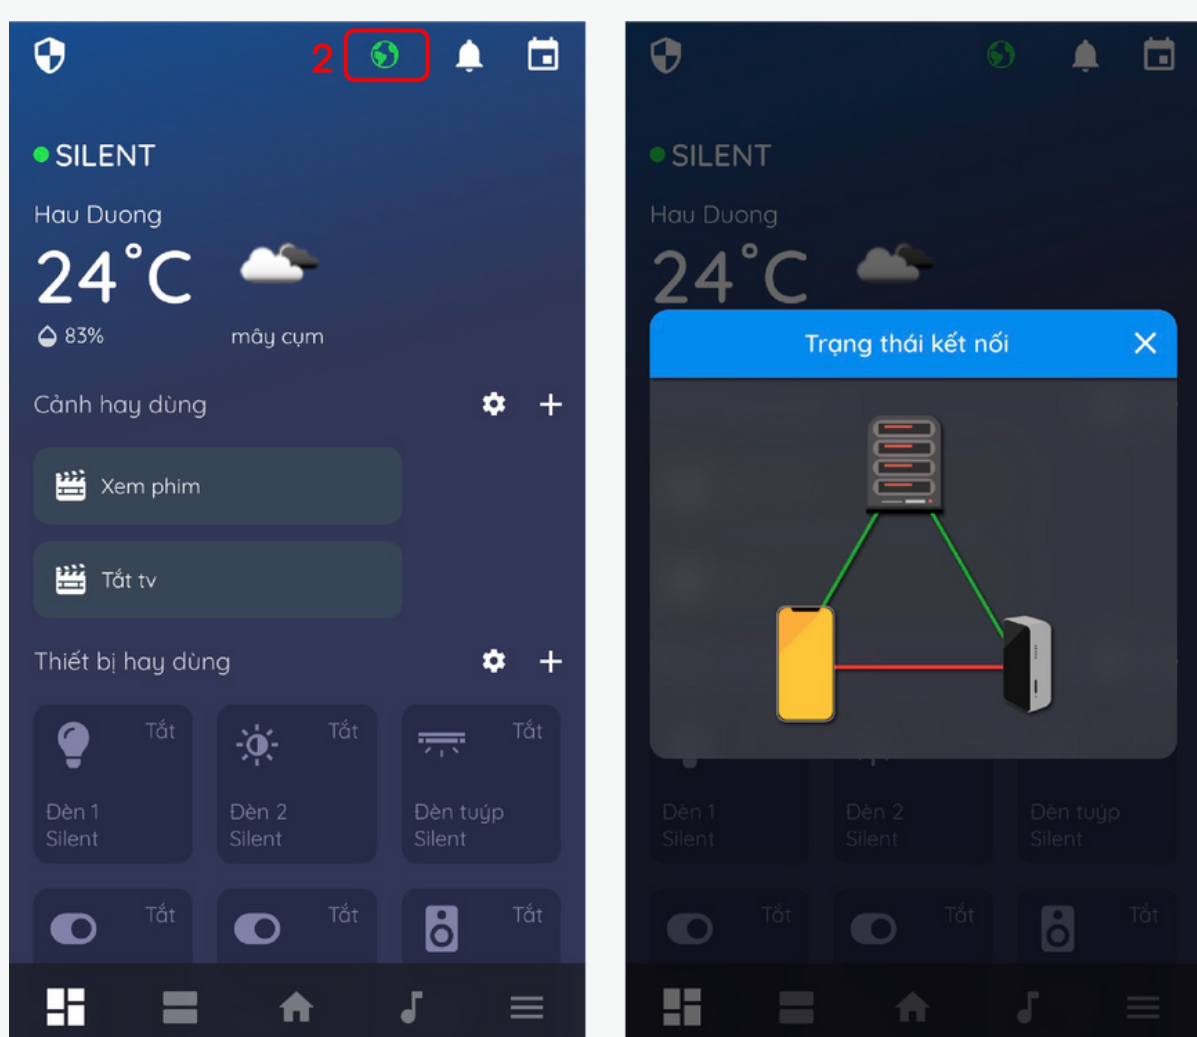 2
SILENT
Hau Duong
24°C
83%
mây cụm
Cảnh hay dùng
Xem phim
Tắt tv
Thiết bị hay dùng
Tắt
Tắt
Tắt
Đèn 1
Silent
Đèn 2
Silent
Đèn tuýp
Silent
Tắt
Tắt
Tắt
SILENT
Hau Duong
24°C
Trạng thái kết nối
Đèn 1
Silent
Đèn 2
Silent
Đèn tuýp
Silent
Tắt
Tắt
Tắt